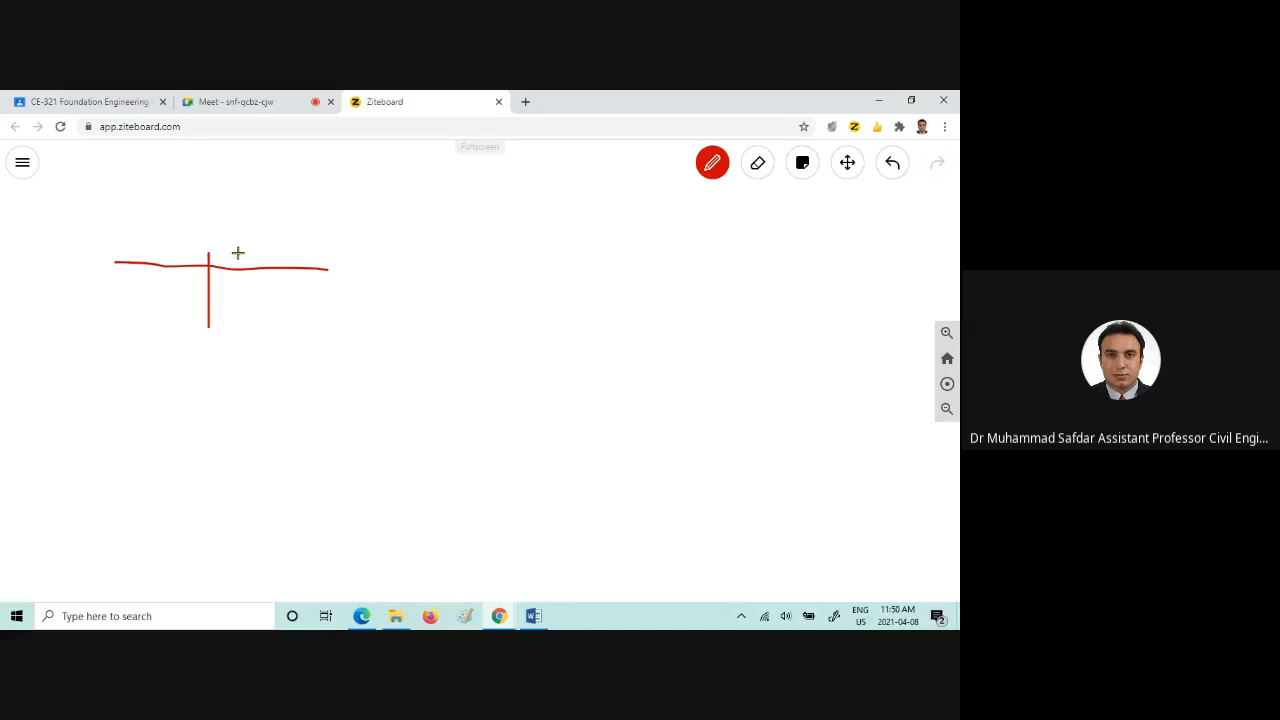 CE-321 Foundation Engineering
Meet - snf-qcbz-cjw
Ziteboard
app.ziteboard.com
Fullscreen
Dr Muhammad Safdar Assistant Professor Civil Engi...
Type here to search
ENG
US
11:50 AM
2021-04-08
2